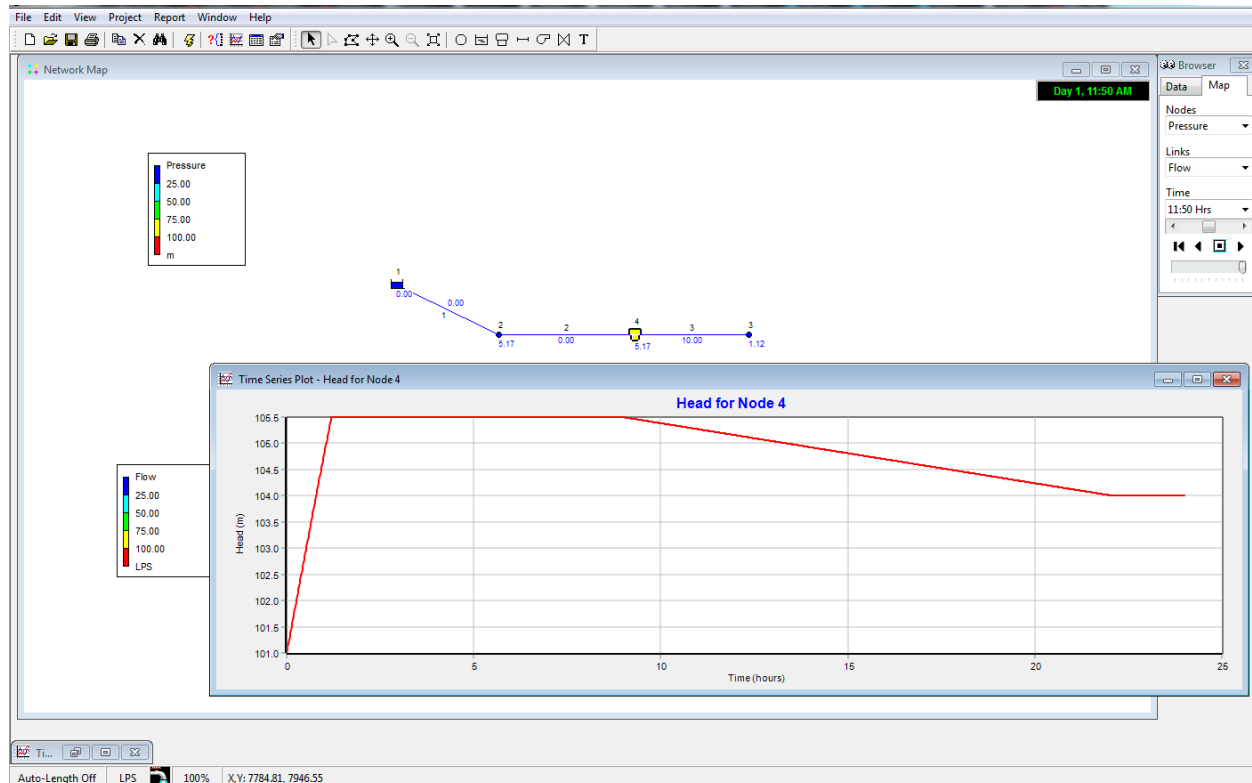 File Edit View Project Report Window Help
T
Network Map
Day 1, 11:50 AM
Browser
Data Map
Nodes
Pressure
Links
Flow
Time
11:50 Hrs
Pressure
25.00
50.00
75.00
100.00
m
1
0.00
0.00
1
2
5.17
2
0.00
4
5.17
3
10.00
3
1.12
Flow
25.00
50.00
75.00
100.00
LPS
Time Series Plot - Head for Node 4
Head for Node 4
Head (m)
105.5
105.0
104.5
104.0
103.5
103.0
102.5
102.0
101.5
101.0
0 5 10 15 20 25
Time (hours)
Ti...
Auto-Length Off LPS 100% X,Y: 7784.81, 7946.55